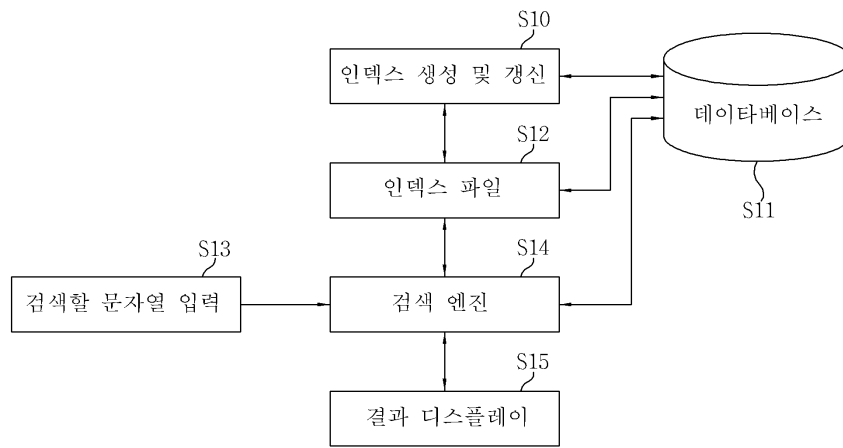 S10
인덱스 생성 및 갱신
데이타베이스
S11
S12
인덱스 파일
S13
검색할 문자열 입력
S14
검색 엔진
S15
결과 디스플레이